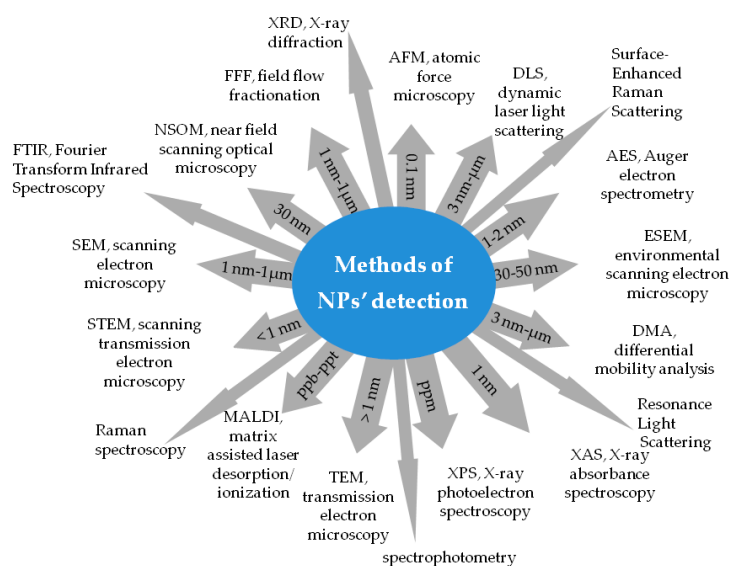 XRD, X-ray
diffraction
AFM, atomic
force
microscopy
DLS,
dynamic
laser light
scattering
Surface-
Enhanced
Raman
Scattering
AES, Auger
electron
spectrometry
ESEM,
environmental
scanning electron
microscopy
DMA,
differential
mobility analysis
Resonance
Light
Scattering
XAS, X-ray
absorbance
spectroscopy
XPS, X-ray
photoelectron
spectroscopy
spectrophotometry
TEM,
transmission
electron
microscopy
MALDI,
matrix
assisted laser
desorption/
ionization
Raman
spectroscopy
STEM, scanning
transmission
electron
microscopy
SEM, scanning
electron
microscopy
FTIR, Fourier
Transform Infrared
Spectroscopy
NSOM, near field
scanning optical
microscopy
FFF, field flow
fractionation
0.1 nm
3 nm-μm
1-2 nm
30-50 nm
3 nm-μm
1nm
ppm
>1 nm
ppb-ppt
<1 nm
1 nm-1μm
30 nm
1 nm-1μm
Methods of
NPs' detection